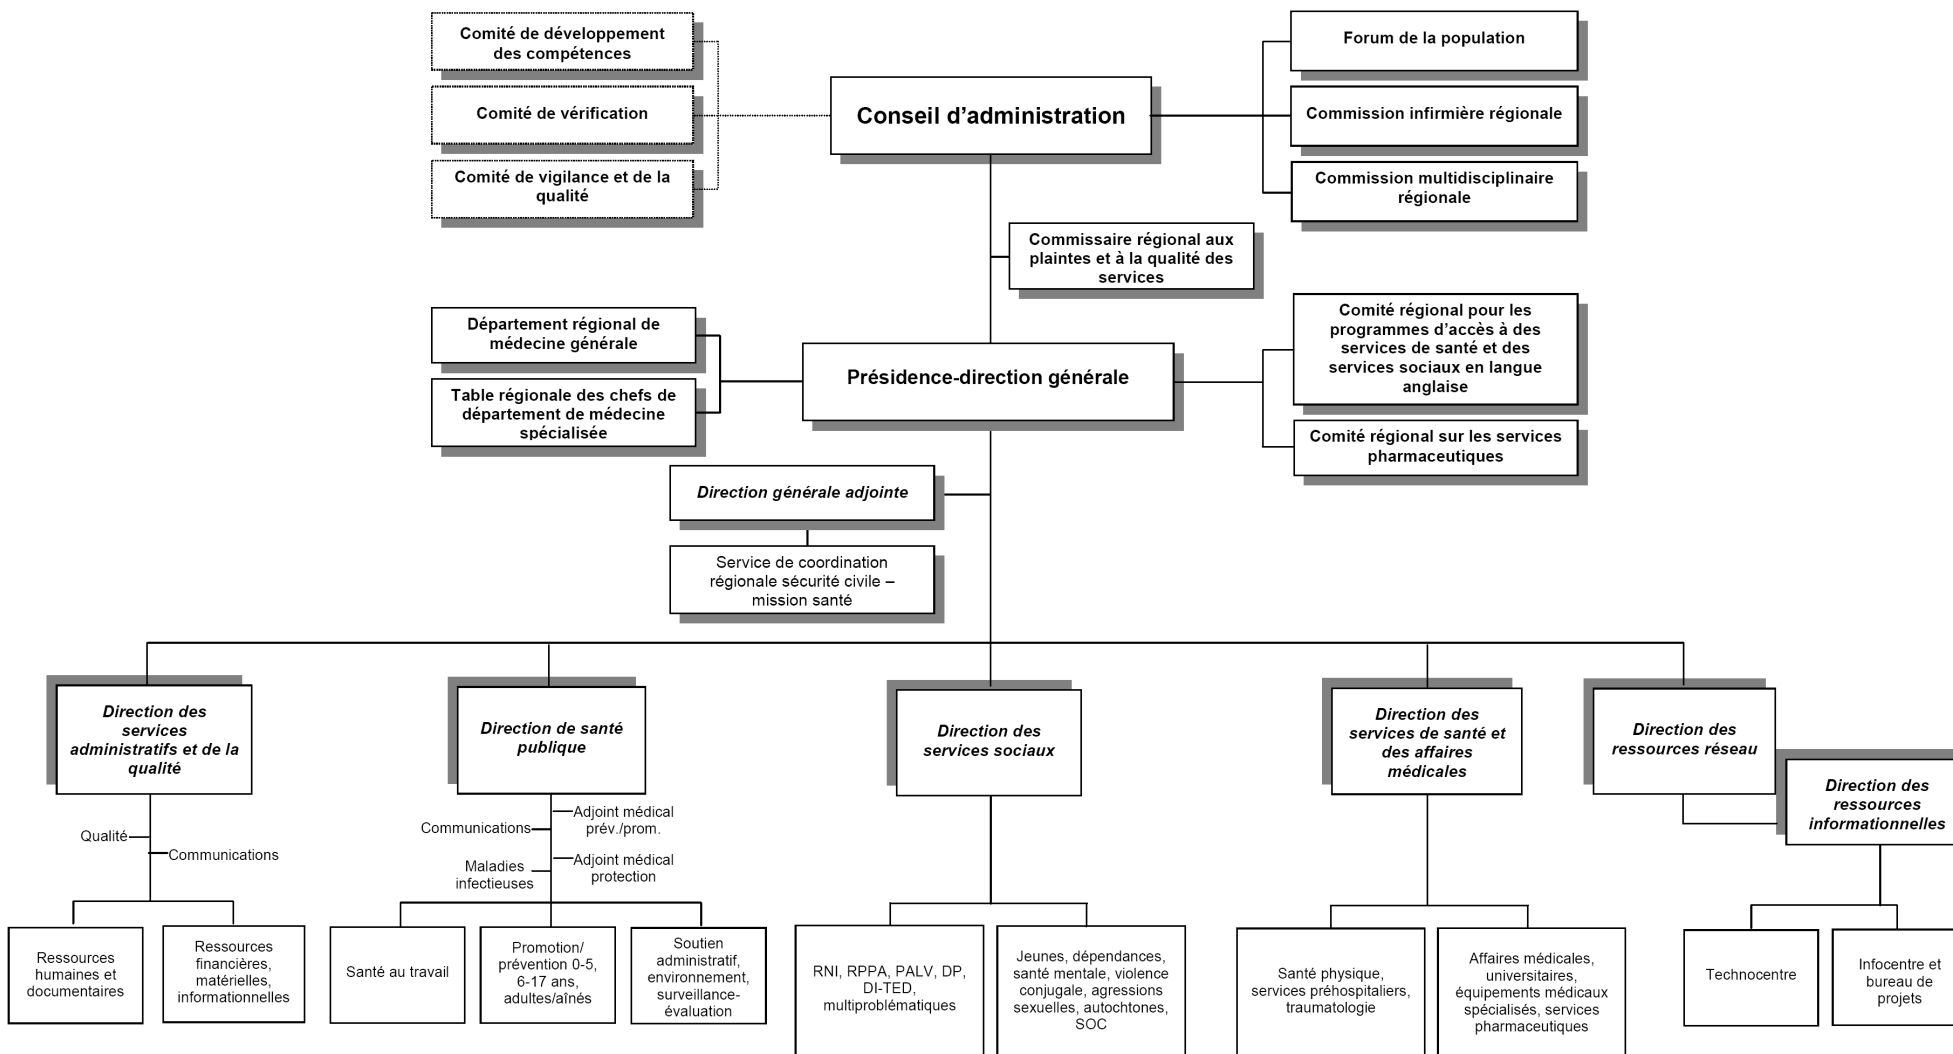 Comité de développement
des compétences
Comité de vérification
Comité de vigilance et de la
qualité
Conseil d’administration
Forum de la population
Commission infirmière régionale
Commission multidisciplinaire
régionale
Commissaire régional aux
plaintes et à la qualité des
services
Département régional de
médecine générale
Table régionale des chefs de
département de médecine
spécialisée
Présidence-direction générale
Comité régional pour les
programmes d’accès à des
services de santé et des
services sociaux en langue
anglaise
Comité régional sur les services
pharmaceutiques
Direction générale adjointe
Service de coordination
régionale sécurité civile –
mission santé
Direction des
services
administratifs et de la
qualité
Qualité
Communications
Ressources
humaines et
documentaires
Ressources
financières,
matérielles,
informationnelles
Direction de santé
publique
Adjoint médical
prév./prom.
Communications
Adjoint médical
protection
Maladies
infectieuses
Santé au travail
Promotion/
prévention 0-5,
6-17 ans,
adultes/aînés
Soutien
administratif,
environnement,
surveillance-
évaluation
Direction des
services sociaux
RNI, RPPA, PALV, DP,
DI-TED,
multiproblématiques
Jeunes, dépendances,
santé mentale, violence
conjugale, agressions
sexuelles, autochtones,
SOC
Direction des
services de santé et
des affaires
médicales
Santé physique,
services préhospitaliers,
traumatologie
Affaires médicales,
universitaires,
équipements médicaux
spécialisés, services
pharmaceutiques
Direction des
ressources réseau
Direction des
ressources
informationnelles
Technocentre
Infocentre et
bureau de
projets